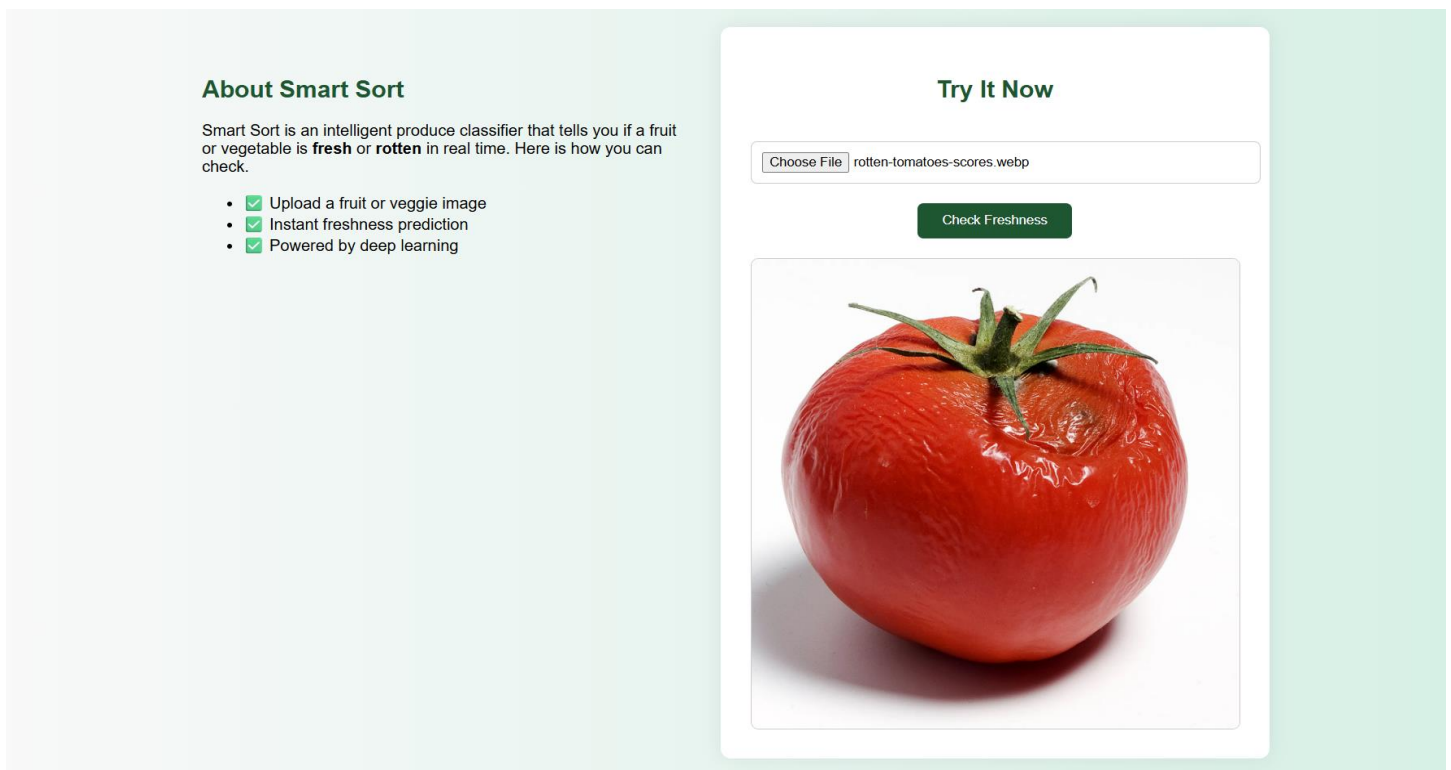 About Smart Sort
Smart Sort is an intelligent produce classifier that tells you if a fruit
or vegetable is fresh or rotten in real time. Here is how you can
check.
• ✅ Upload a fruit or veggie image
• ✅ Instant freshness prediction
• ✅ Powered by deep learning
Try It Now
Choose File rotten-tomatoes-scores.webp
Check Freshness